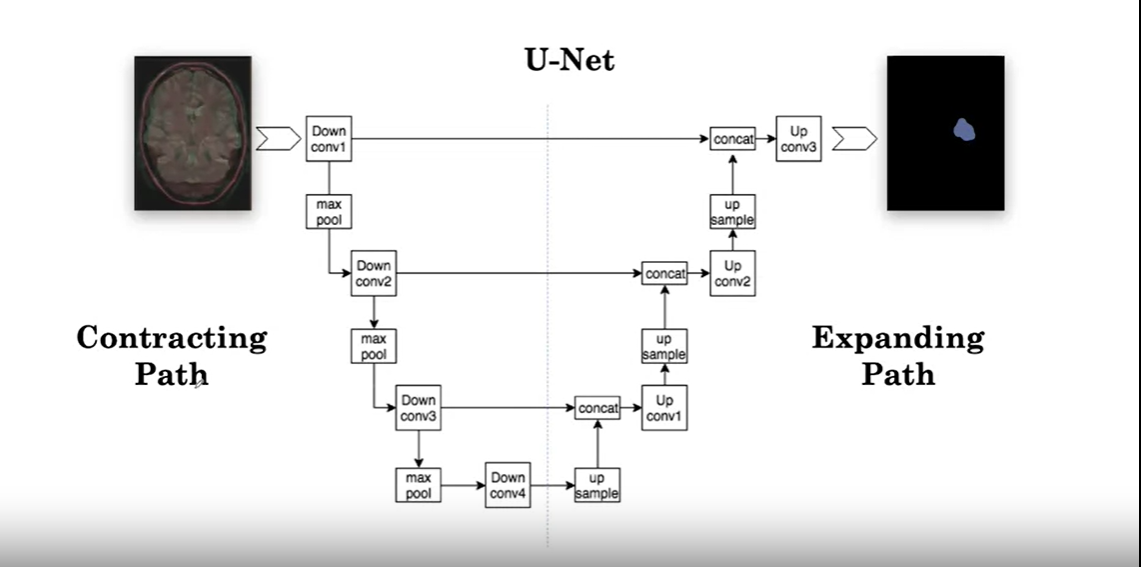 U-Net
Down
conv1
concat
Up
conv3
max
pool
up
sample
Down
conv2
concat
Up
conv2
Contracting
Path
max
pool
up
sample
Expanding
Path
Down
conv3
concat
Up
conv1
max
pool
Down
conv4
up
sample